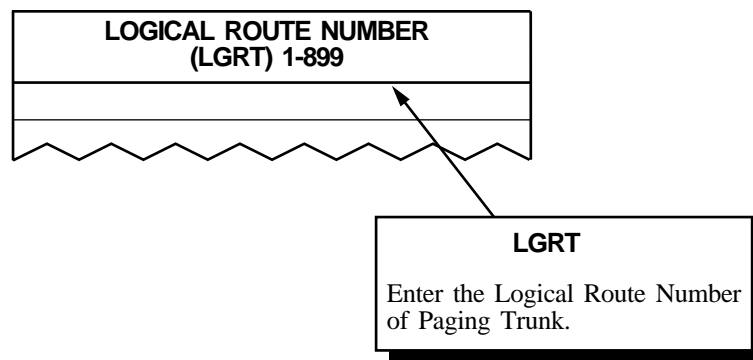 LOGICAL ROUTE NUMBER
(LGRT) 1-899
LGRT
Enter the Logical Route Number
of Paging Trunk.